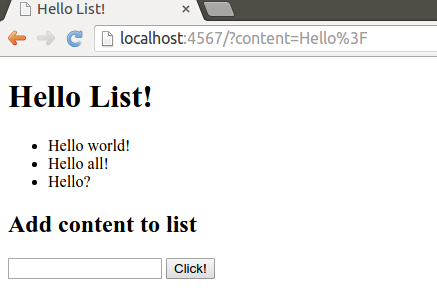 Hello List!
localhost:4567/?content=Hello%3F
Hello List!
Hello world!
Hello all!
Hello?
Add content to list
Click!